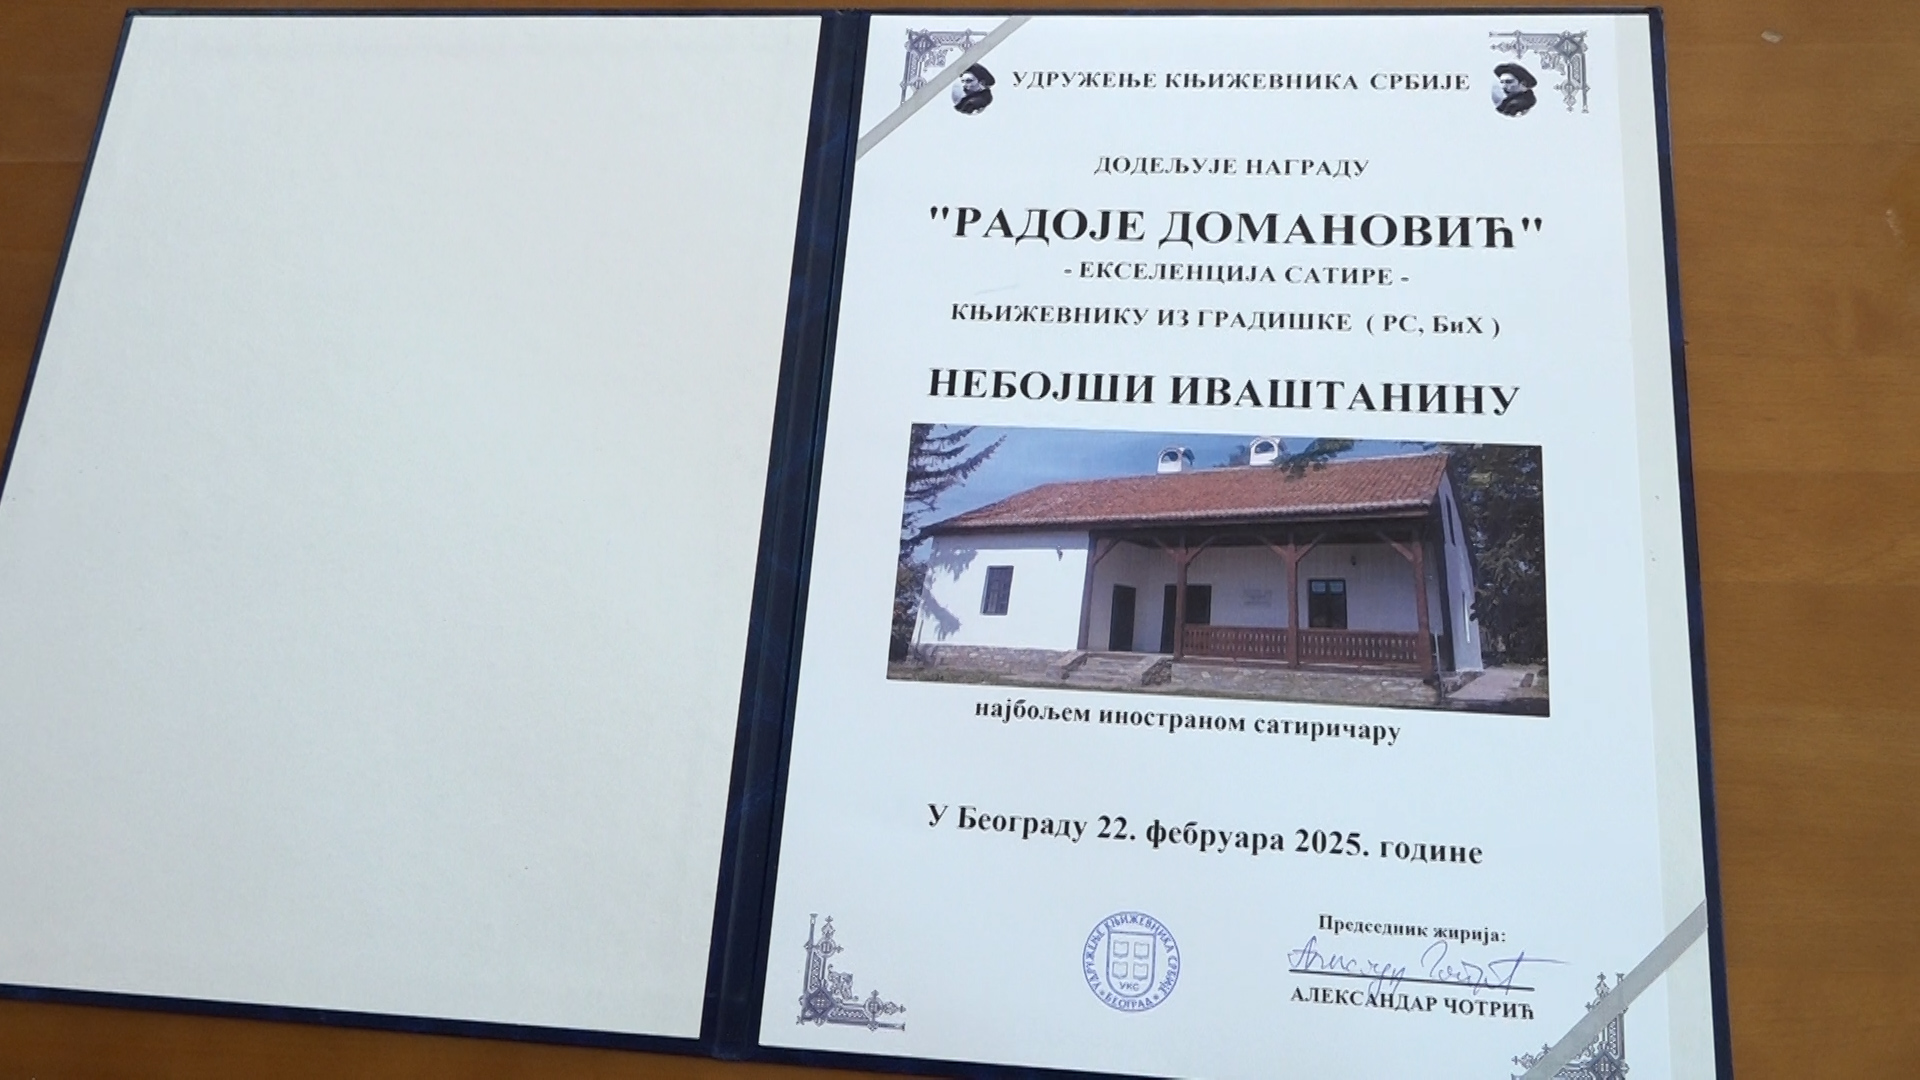 УДРУЖЕЊЕ КЊИЖЕВНИКА СРБИЈЕ
ДОДЕЉУЈЕ НАГРАДУ
"РАДОЈЕ ДОМАНОВИЋ"
- ЕКСЕЛЕНЦИЈА САТИРЕ -
КЊИЖЕВНИКУ ИЗ ГРАДИШКЕ ( РС, БиХ )
НЕБОЈШИ ИВАШТАНИНУ
најбољем иностраном сатиричару
У Београду 22. фебруара 2025. године
УДРУЖЕЊЕ КЊИЖЕВНИКА СРБИЈЕ
УКС
БЕОГРАД
Председник жирија:
АЛЕКСАНДАР ЧОТРИЋ